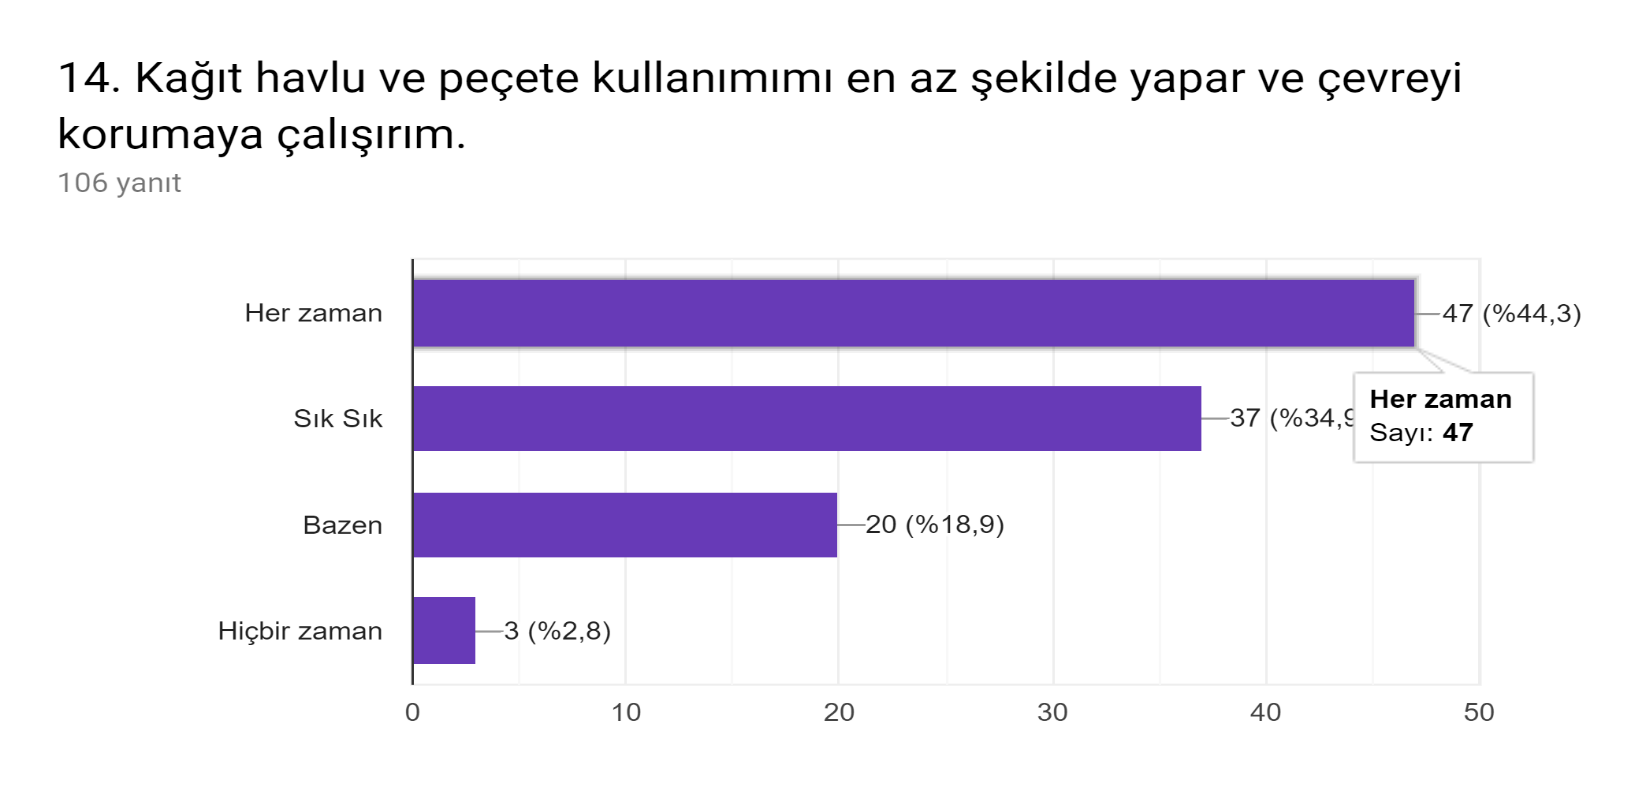 14. Kağıt havlu ve peçete kullanımımı en az şekilde yapar ve çevreyi
korumaya çalışırım.
106 yanıt
Her zaman
47 (%44,3)
Her zaman
Sayı: 47
Sık Sık
37 (%34,9
Bazen
20 (%18,9)
Hiçbir zaman
3 (%2,8)
0 10 20 30 40 50